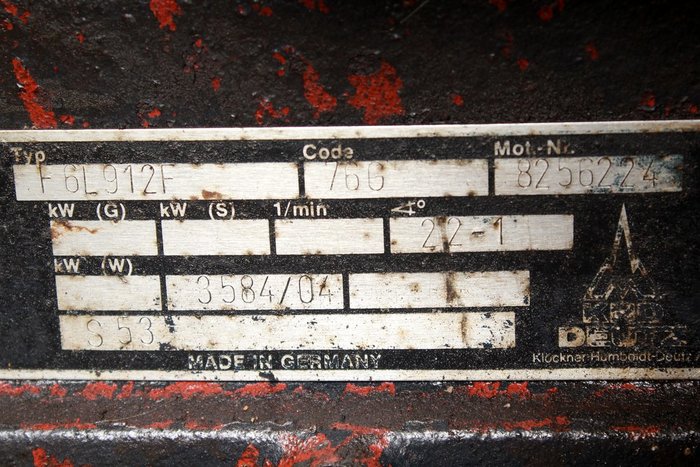 Typ Code Mot.-Nr.
F6L912F 76G 8256224
kW (G) kW (S) 1/min ∢°
22-1
kW (W)
3584/04
S 53
KHD
DEUTZ
MADE IN GERMANY
Klöckner-Humboldt-Deutz